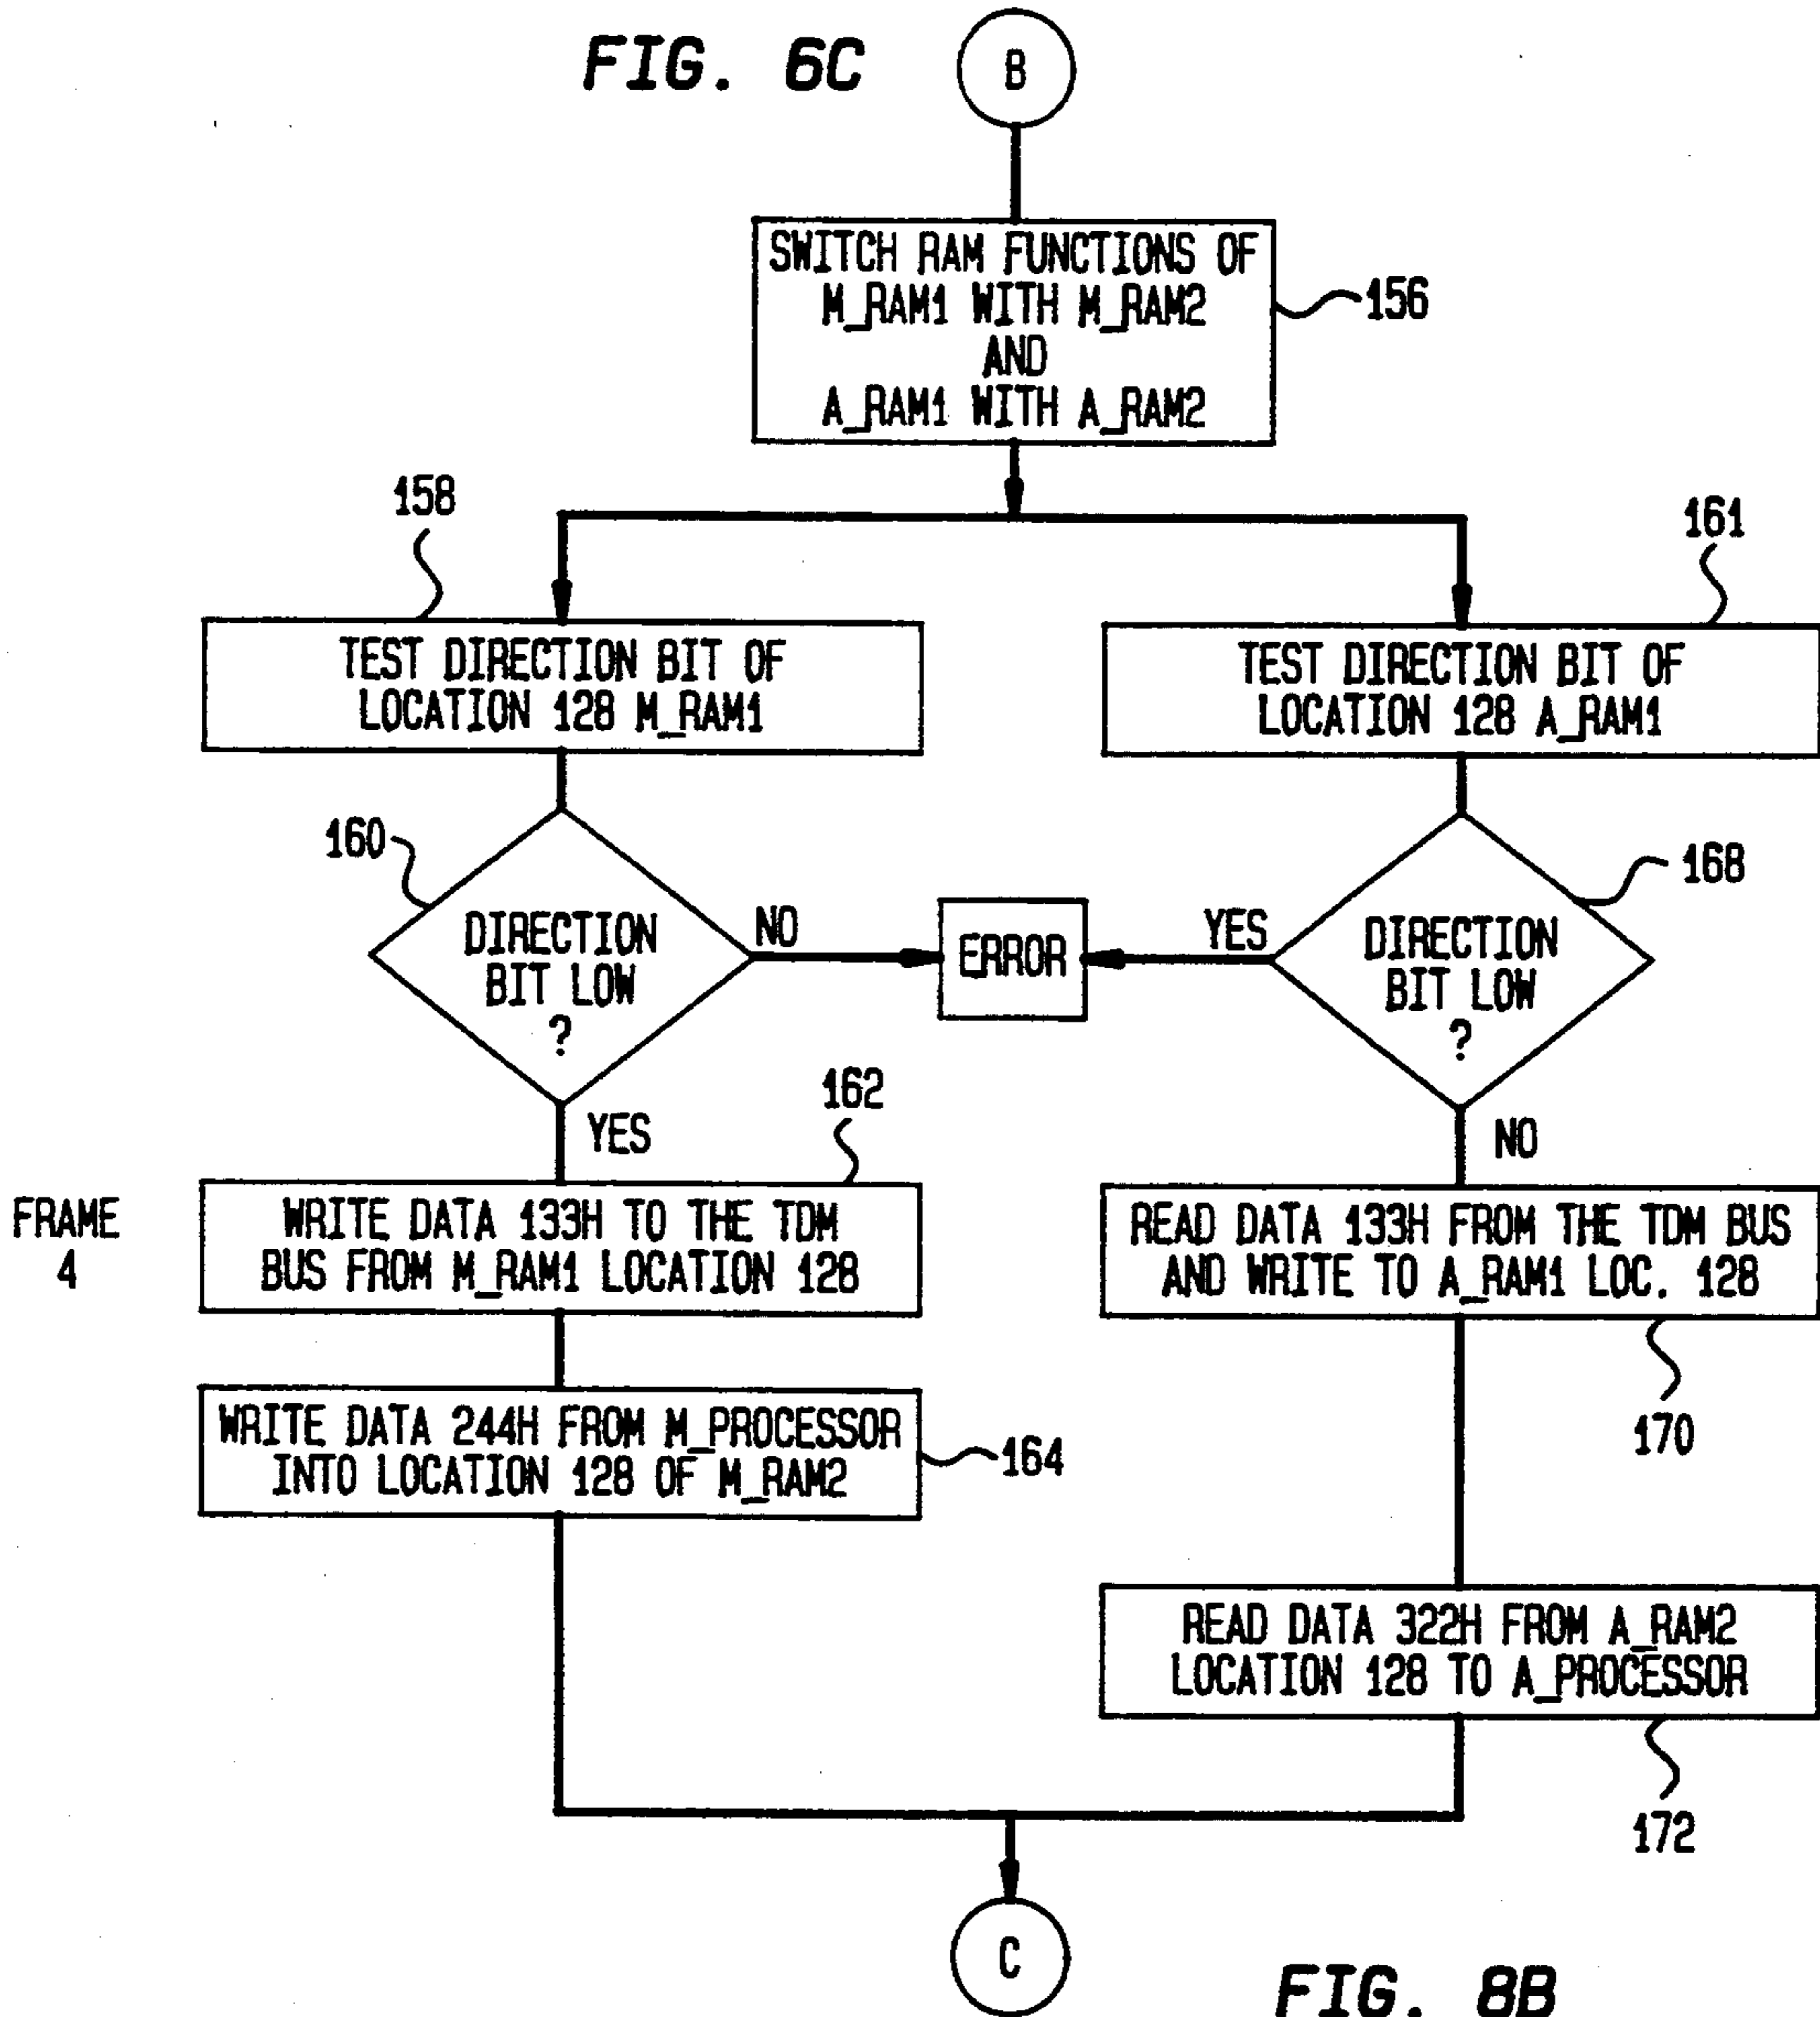 FIG. 6C
B
SWITCH RAM FUNCTIONS OF
M_RAM1 WITH M_RAM2
AND
A_RAM1 WITH A_RAM2
156
158
161
TEST DIRECTION BIT OF
LOCATION 128 M_RAM1
TEST DIRECTION BIT OF
LOCATION 128 A_RAM1
160
168
DIRECTION
BIT LOW
?
NO
ERROR
YES
DIRECTION
BIT LOW
?
162
YES
NO
FRAME
4
WRITE DATA 133H TO THE TDM
BUS FROM M_RAM1 LOCATION 128
READ DATA 133H FROM THE TDM BUS
AND WRITE TO A_RAM1 LOC. 128
170
WRITE DATA 244H FROM M_PROCESSOR
INTO LOCATION 128 OF M_RAM2
164
READ DATA 322H FROM A_RAM2
LOCATION 128 TO A_PROCESSOR
172
C
FIG. 8B